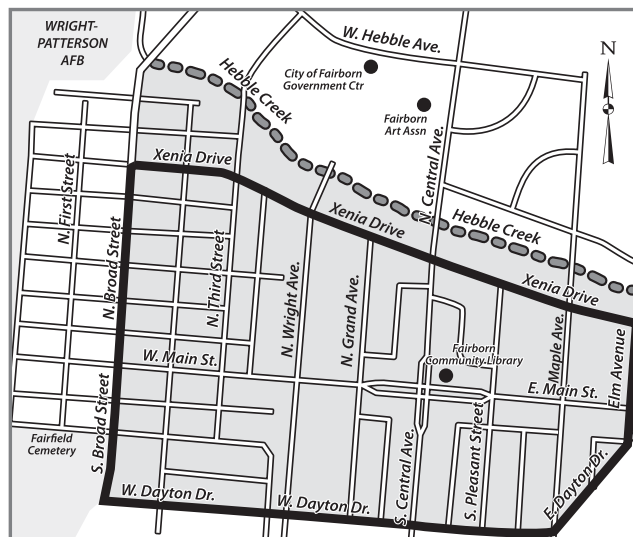 WRIGHT-
PATTERSON
AFB
W. Hebble Ave.
N
City of Fairborn
Government Ctr
Hebble Creek
Fairborn
Art Assn
Xenia Drive
N. First Street
N. Central Ave.
Hebble Creek
Xenia Drive
N. Broad Street
N. Third Street
Xenia Drive
N. Wright Ave.
N. Grand Ave.
Fairborn
Community Library
Maple Ave.
Elm Avenue
W. Main St.
E. Main St.
S. Broad Street
Fairfield
Cemetery
S. Central Ave.
S. Pleasant Street
E. Dayton Dr.
W. Dayton Dr.
W. Dayton Dr.